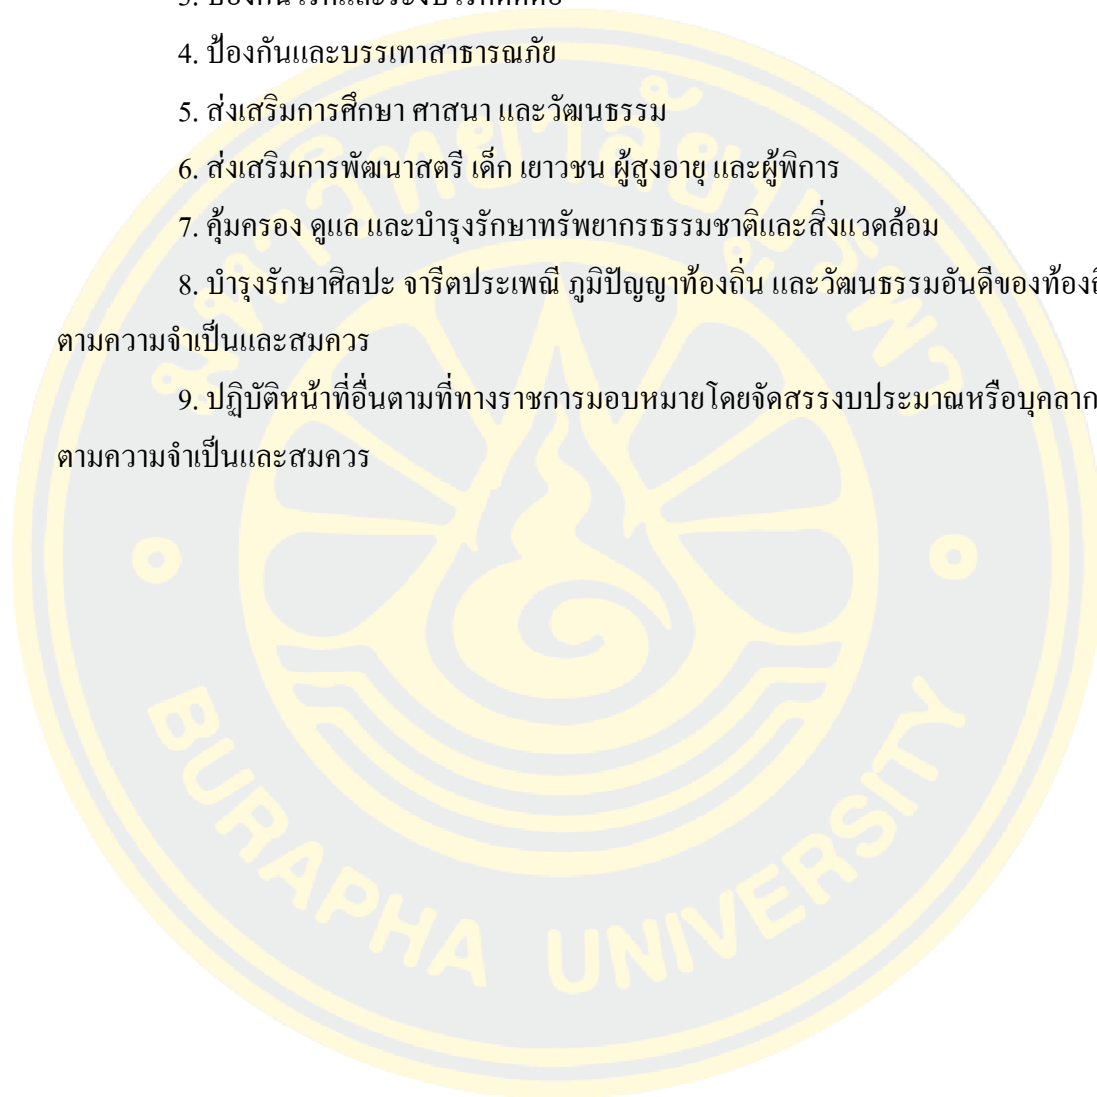 4. ป้องกันและบรรเทาสาธารณภัย
5. ส่งเสริมการศึกษา ศาสนา และวัฒนธรรม
6. ส่งเสริมการพัฒนาสตรี เด็ก เยาวชน ผู้สูงอายุ และผู้พิการ
7. คุ้มครอง ดูแล และบำรุงรักษาทรัพยากรธรรมชาติและสิ่งแวดล้อม
8. บำรุงรักษาศิลปะ จารีตประเพณี ภูมิปัญญาท้องถิ่น และวัฒนธรรมอันดีของ
ตามความจำเป็นและสมควร
9. ปฏิบัติหน้าที่อื่นตามที่ทางราชการมอบหมายโดยจัดสรรงบประมาณหรือ
ตามความจำเป็นและสมควร
มหาวิทยาลัยบูรพา
BURAPHA UNIVERSITY